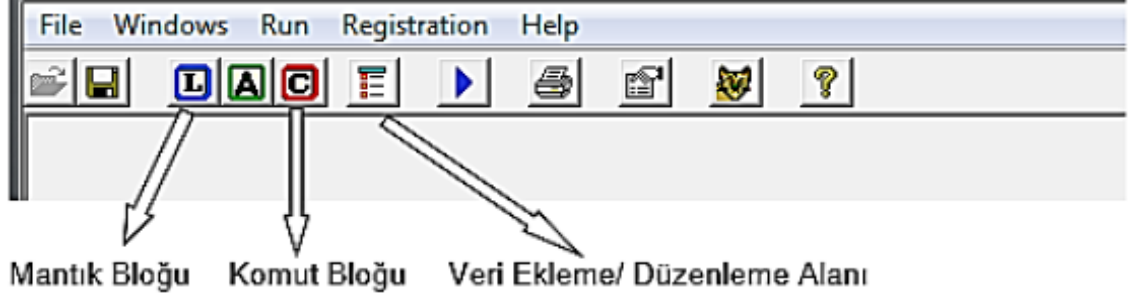 File Windows Run Registration Help
L A C ?
Mantık Bloğu Komut Bloğu Veri Ekleme/ Düzenleme Alanı